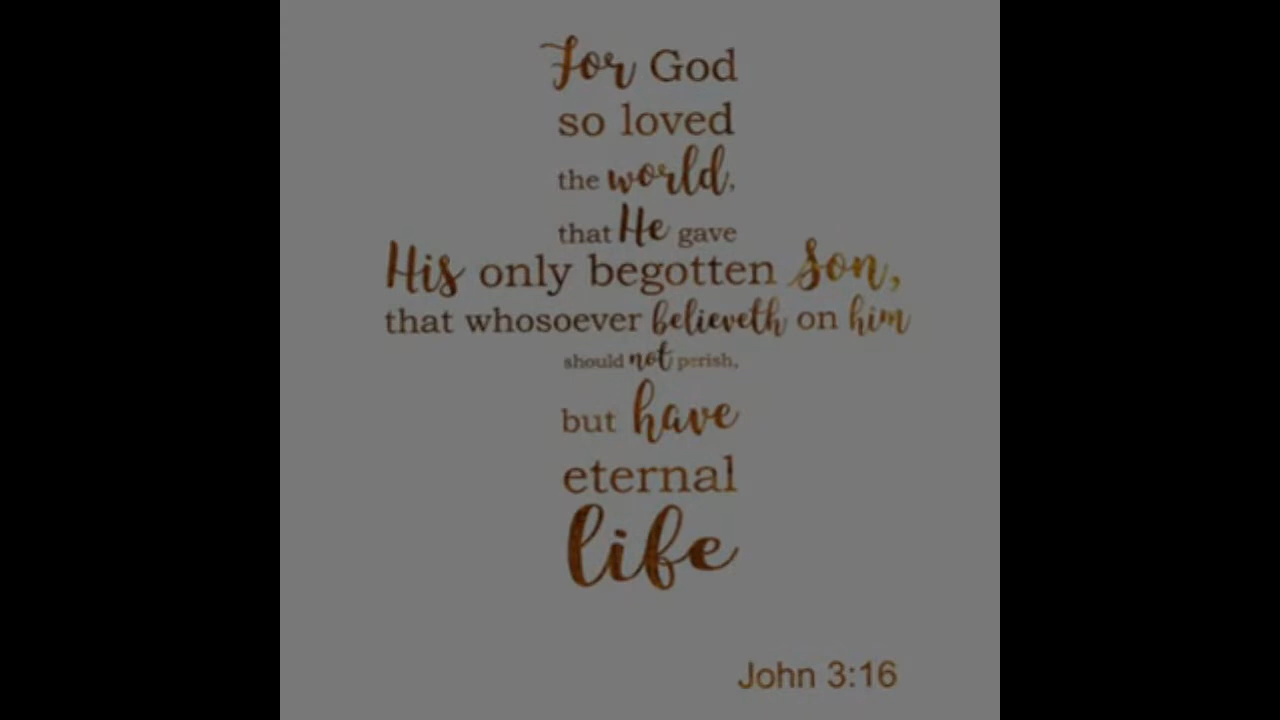 For God
so loved
the world,
that He gave
His only begotten Son,
that whosoever believeth on him
should not perish,
but have
eternal
life
John 3:16